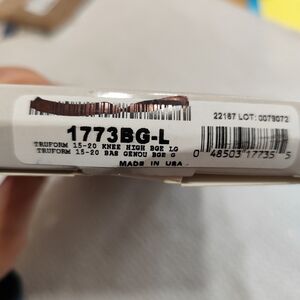 1773BG-L
22187 LOT: 0079072
TRUFORM 15-20 KNEE HIGH BGE LG
TRUFORM 15-20 BAS GENOU BGE G
MADE IN USA
0 48503 17735 5